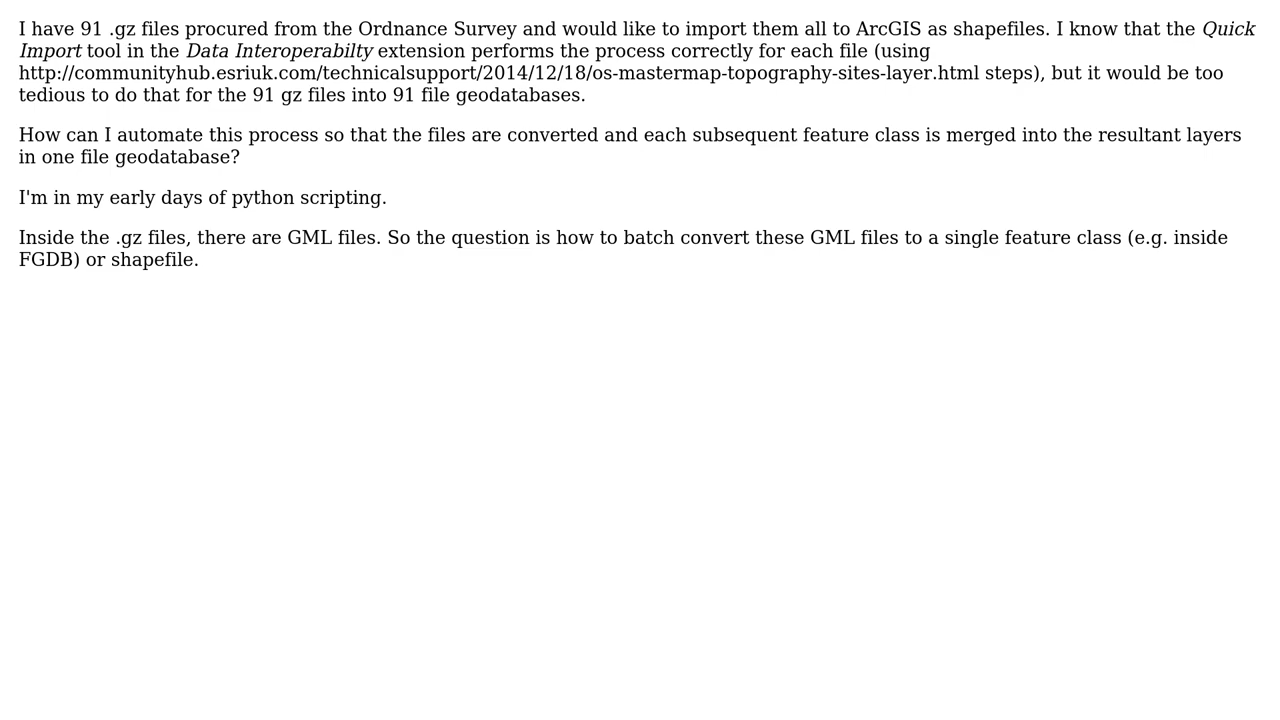 I have 91 .gz files procured from the Ordnance Survey and would like to import them all to ArcGIS as shapefiles. I know that the Quick
Import tool in the Data Interoperabilty extension performs the process correctly for each file (using
http://communityhub.esriuk.com/technicalsupport/2014/12/18/os-mastermap-topography-sites-layer.html steps), but it would be too
tedious to do that for the 91 gz files into 91 file geodatabases.
How can I automate this process so that the files are converted and each subsequent feature class is merged into the resultant layers
in one file geodatabase?
I'm in my early days of python scripting.
Inside the .gz files, there are GML files. So the question is how to batch convert these GML files to a single feature class (e.g. inside
FGDB) or shapefile.